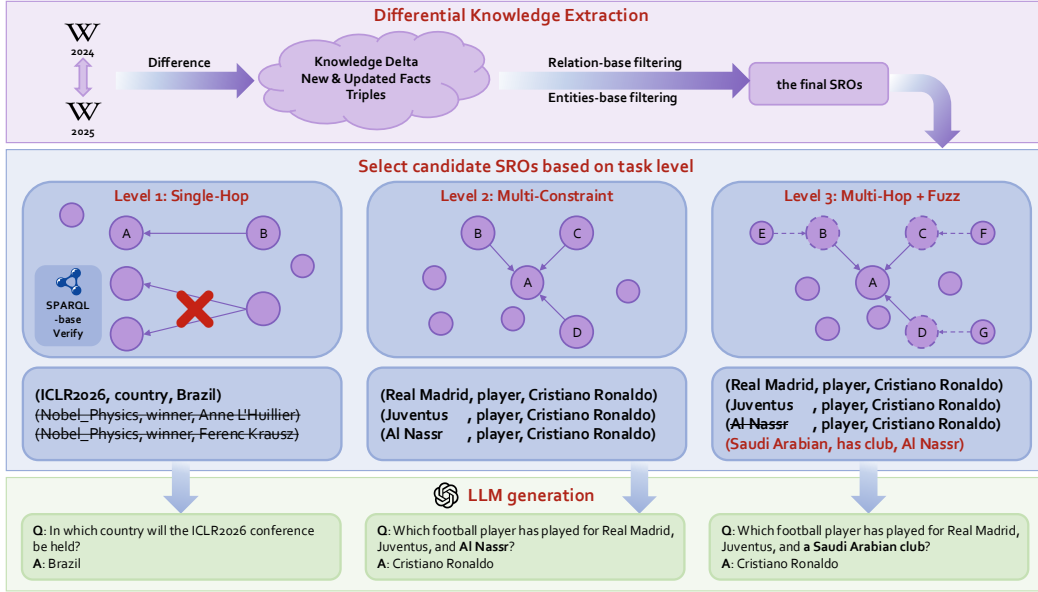 Differential Knowledge Extraction
W
2024
W
2025
Difference
Knowledge Delta
New & Updated Facts
Triples
Relation-base filtering
Entities-base filtering
the final SROs
Select candidate SROs based on task level
Level 1: Single-Hop
A
B
SPARQL
-base
Verify
(ICLR2026, country, Brazil)
(Nobel_Physics, winner, Anne L'Huillier)
(Nobel_Physics, winner, Ferenc Krausz)
Level 2: Multi-Constraint
B
C
A
D
(Real Madrid, player, Cristiano Ronaldo)
(Juventus , player, Cristiano Ronaldo)
(Al Nassr , player, Cristiano Ronaldo)
Level 3: Multi-Hop + Fuzz
E
B
C
F
A
D
G
(Real Madrid, player, Cristiano Ronaldo)
(Juventus , player, Cristiano Ronaldo)
(Al Nassr , player, Cristiano Ronaldo)
(Saudi Arabian, has club, Al Nassr)
LLM generation
Q: In which country will the ICLR2026 conference
be held?
A: Brazil
Q: Which football player has played for Real Madrid,
Juventus, and Al Nassr?
A: Cristiano Ronaldo
Q: Which football player has played for Real Madrid,
Juventus, and a Saudi Arabian club?
A: Cristiano Ronaldo